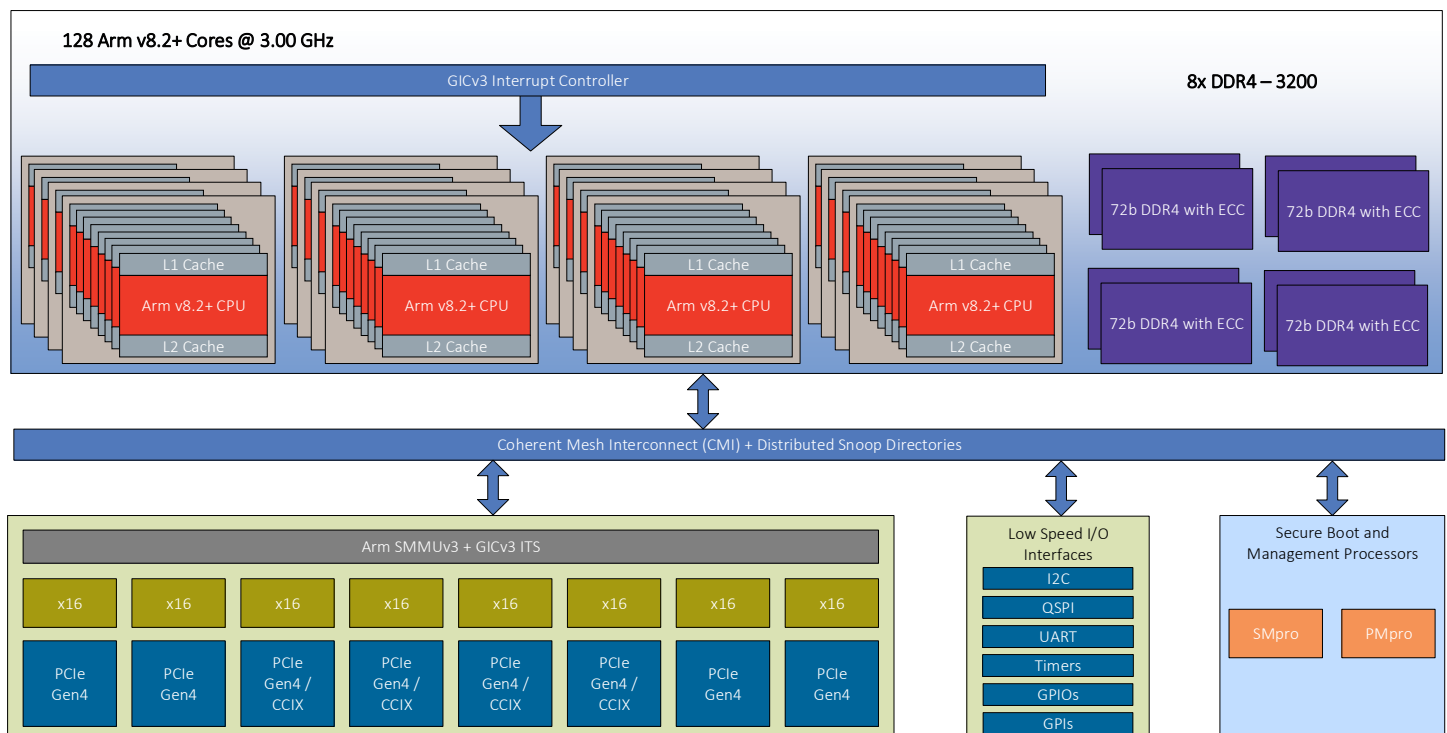 128 Arm v8.2+ Cores @ 3.00 GHz
GICv3 Interrupt Controller
8x DDR4 – 3200
L1 Cache
Arm v8.2+ CPU
L2 Cache
L1 Cache
Arm v8.2+ CPU
L2 Cache
L1 Cache
Arm v8.2+ CPU
L2 Cache
L1 Cache
Arm v8.2+ CPU
L2 Cache
72b DDR4 with ECC
72b DDR4 with ECC
72b DDR4 with ECC
72b DDR4 with ECC
Coherent Mesh Interconnect (CMI) + Distributed Snoop Directories
Arm SMMUv3 + GICv3 ITS
x16
x16
x16
x16
x16
x16
x16
x16
PCIe
Gen4
PCIe
Gen4
PCIe
Gen4 /
CCIX
PCIe
Gen4 /
CCIX
PCIe
Gen4 /
CCIX
PCIe
Gen4 /
CCIX
PCIe
Gen4
PCIe
Gen4
Low Speed I/O
Interfaces
I2C
QSPI
UART
Timers
GPIOs
GPIs
Secure Boot and
Management Processors
SMpro
PMpro